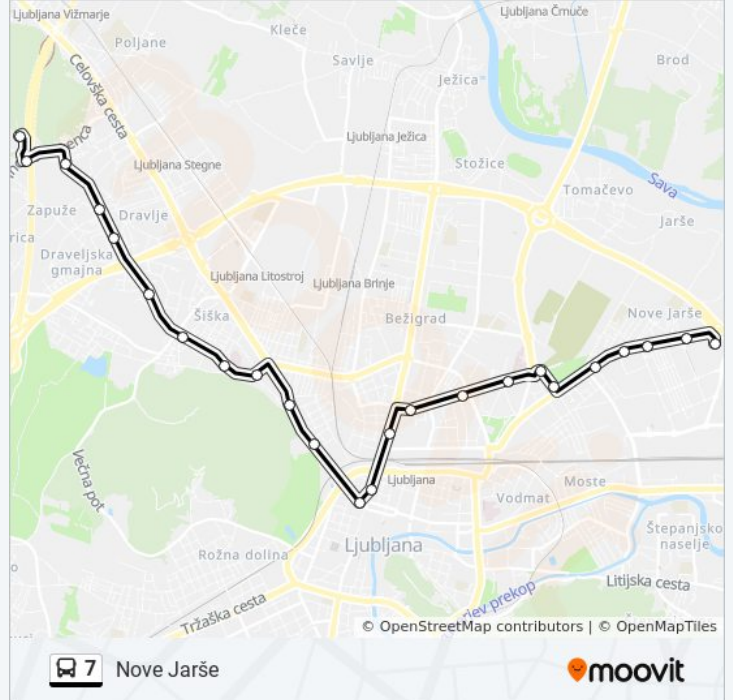 Ljubljana Vižmarje
Ljubljana Črnuče
Kleče
Poljane
Savlje
Brod
Celovška cesta
Ježica
Ljubljana Ježica
Ljubljana Stegne
Stožice
Sava
Tomačevo
Zapuže
Dravlje
Jarše
Draveljska
gmajna
Ljubljana Litostroj
Ljubljana Brinje
Šiška
Bežigrad
Nove Jarše
Večna pot
Ljubljana
Moste
Vodmat
Štepanjsko
naselje
Ljubljana
Rožna dolina
Litijska cesta
Tržaška cesta
prekop
© OpenStreetMap contributors | © OpenMapTiles
7 Nove Jarše
moovit